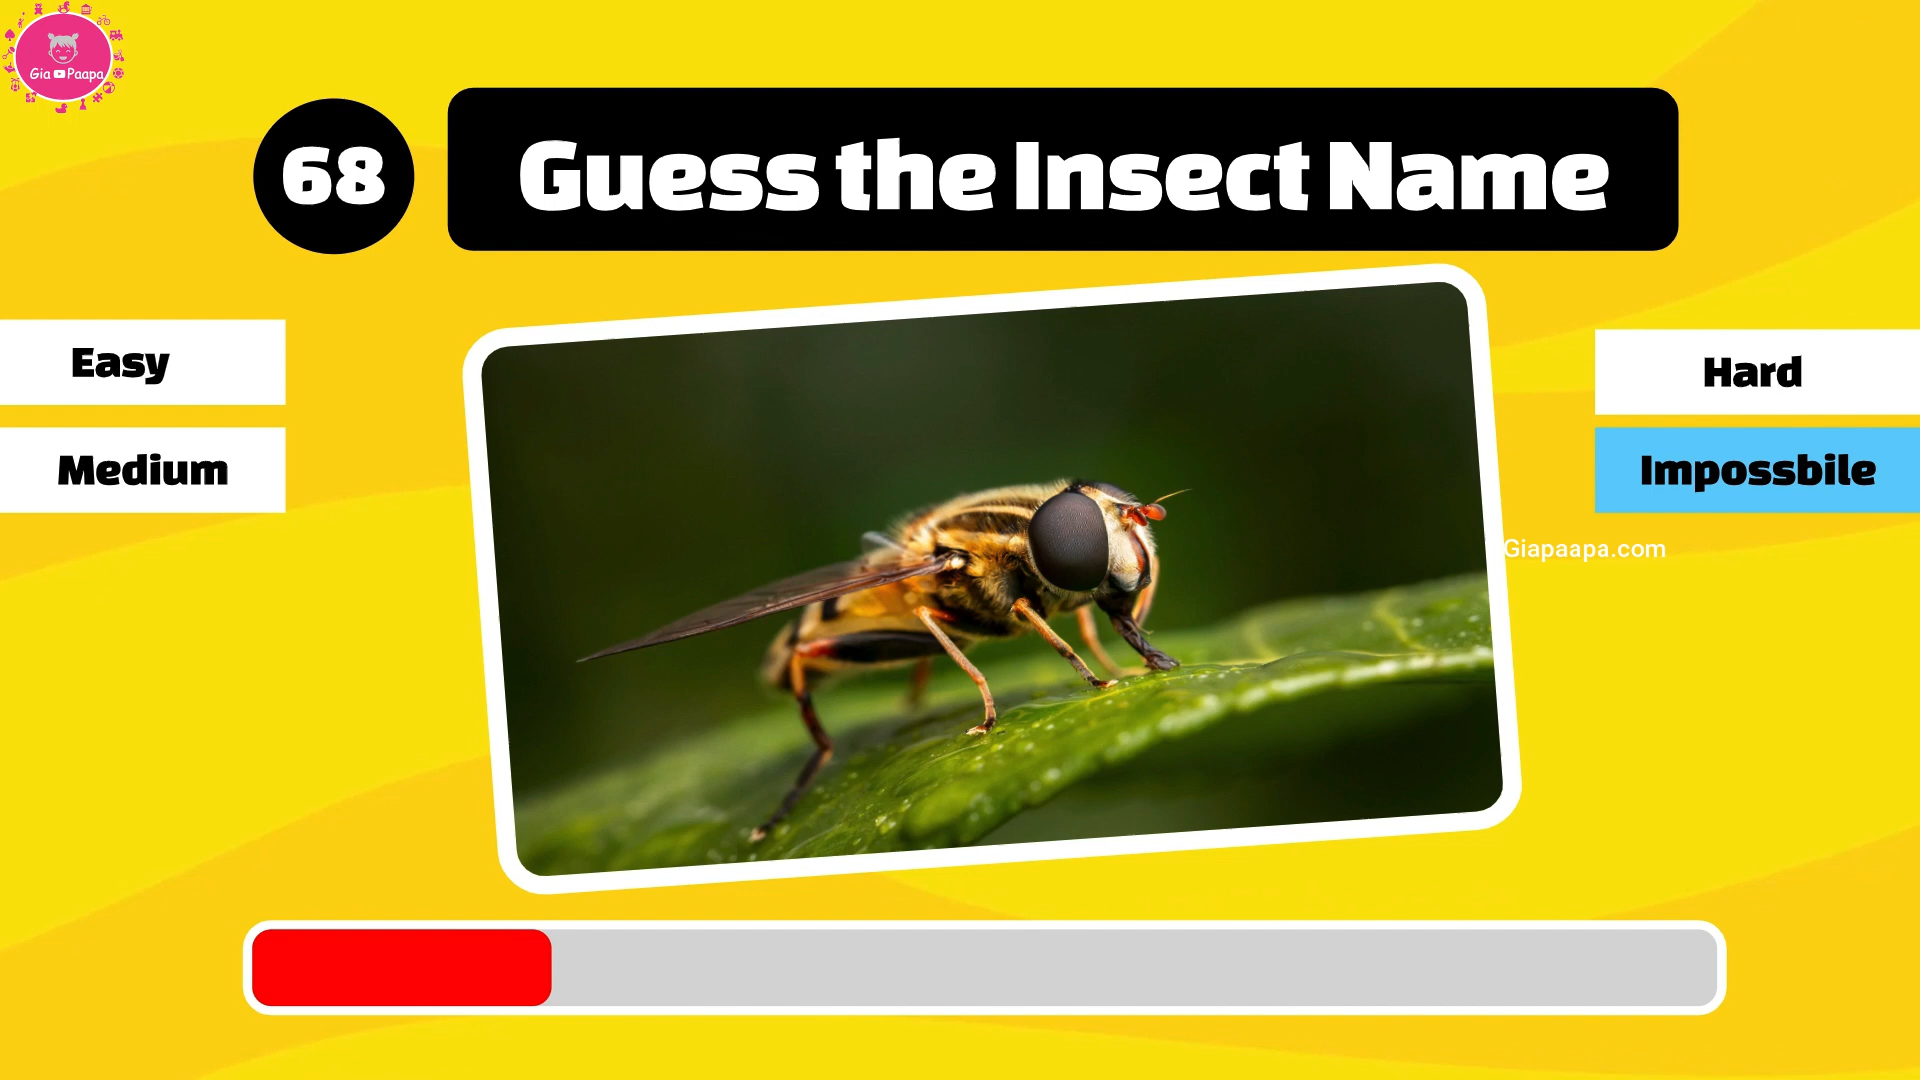 Gia Paapa
68
Guess the Insect Name
Easy
Medium
Hard
Impossbile
Giapaapa.com